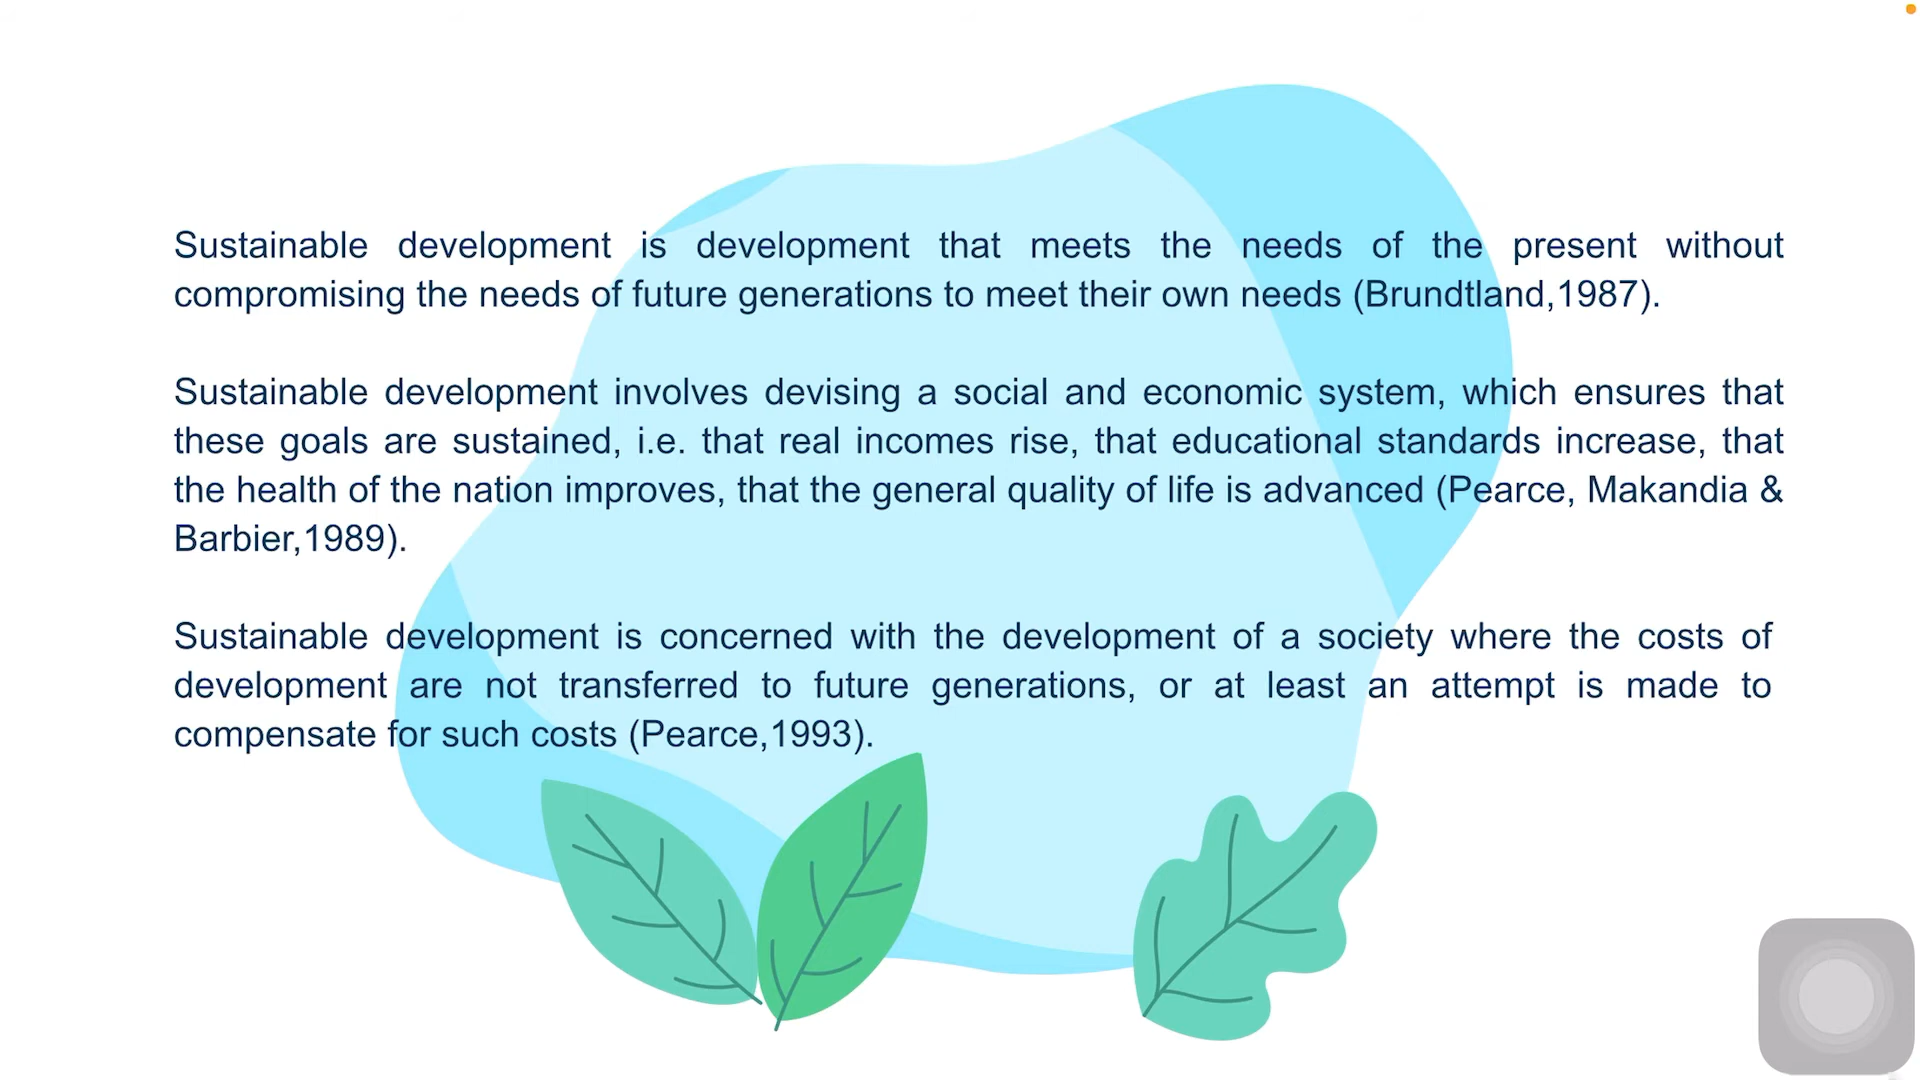 Sustainable development is development that meets the needs of the present without
compromising the needs of future generations to meet their own needs (Brundtland,1987).
Sustainable development involves devising a social and economic system, which ensures that
these goals are sustained, i.e. that real incomes rise, that educational standards increase, that
the health of the nation improves, that the general quality of life is advanced (Pearce, Makandia &
Barbier,1989).
Sustainable development is concerned with the development of a society where the costs of
development are not transferred to future generations, or at least an attempt is made to
compensate for such costs (Pearce,1993).